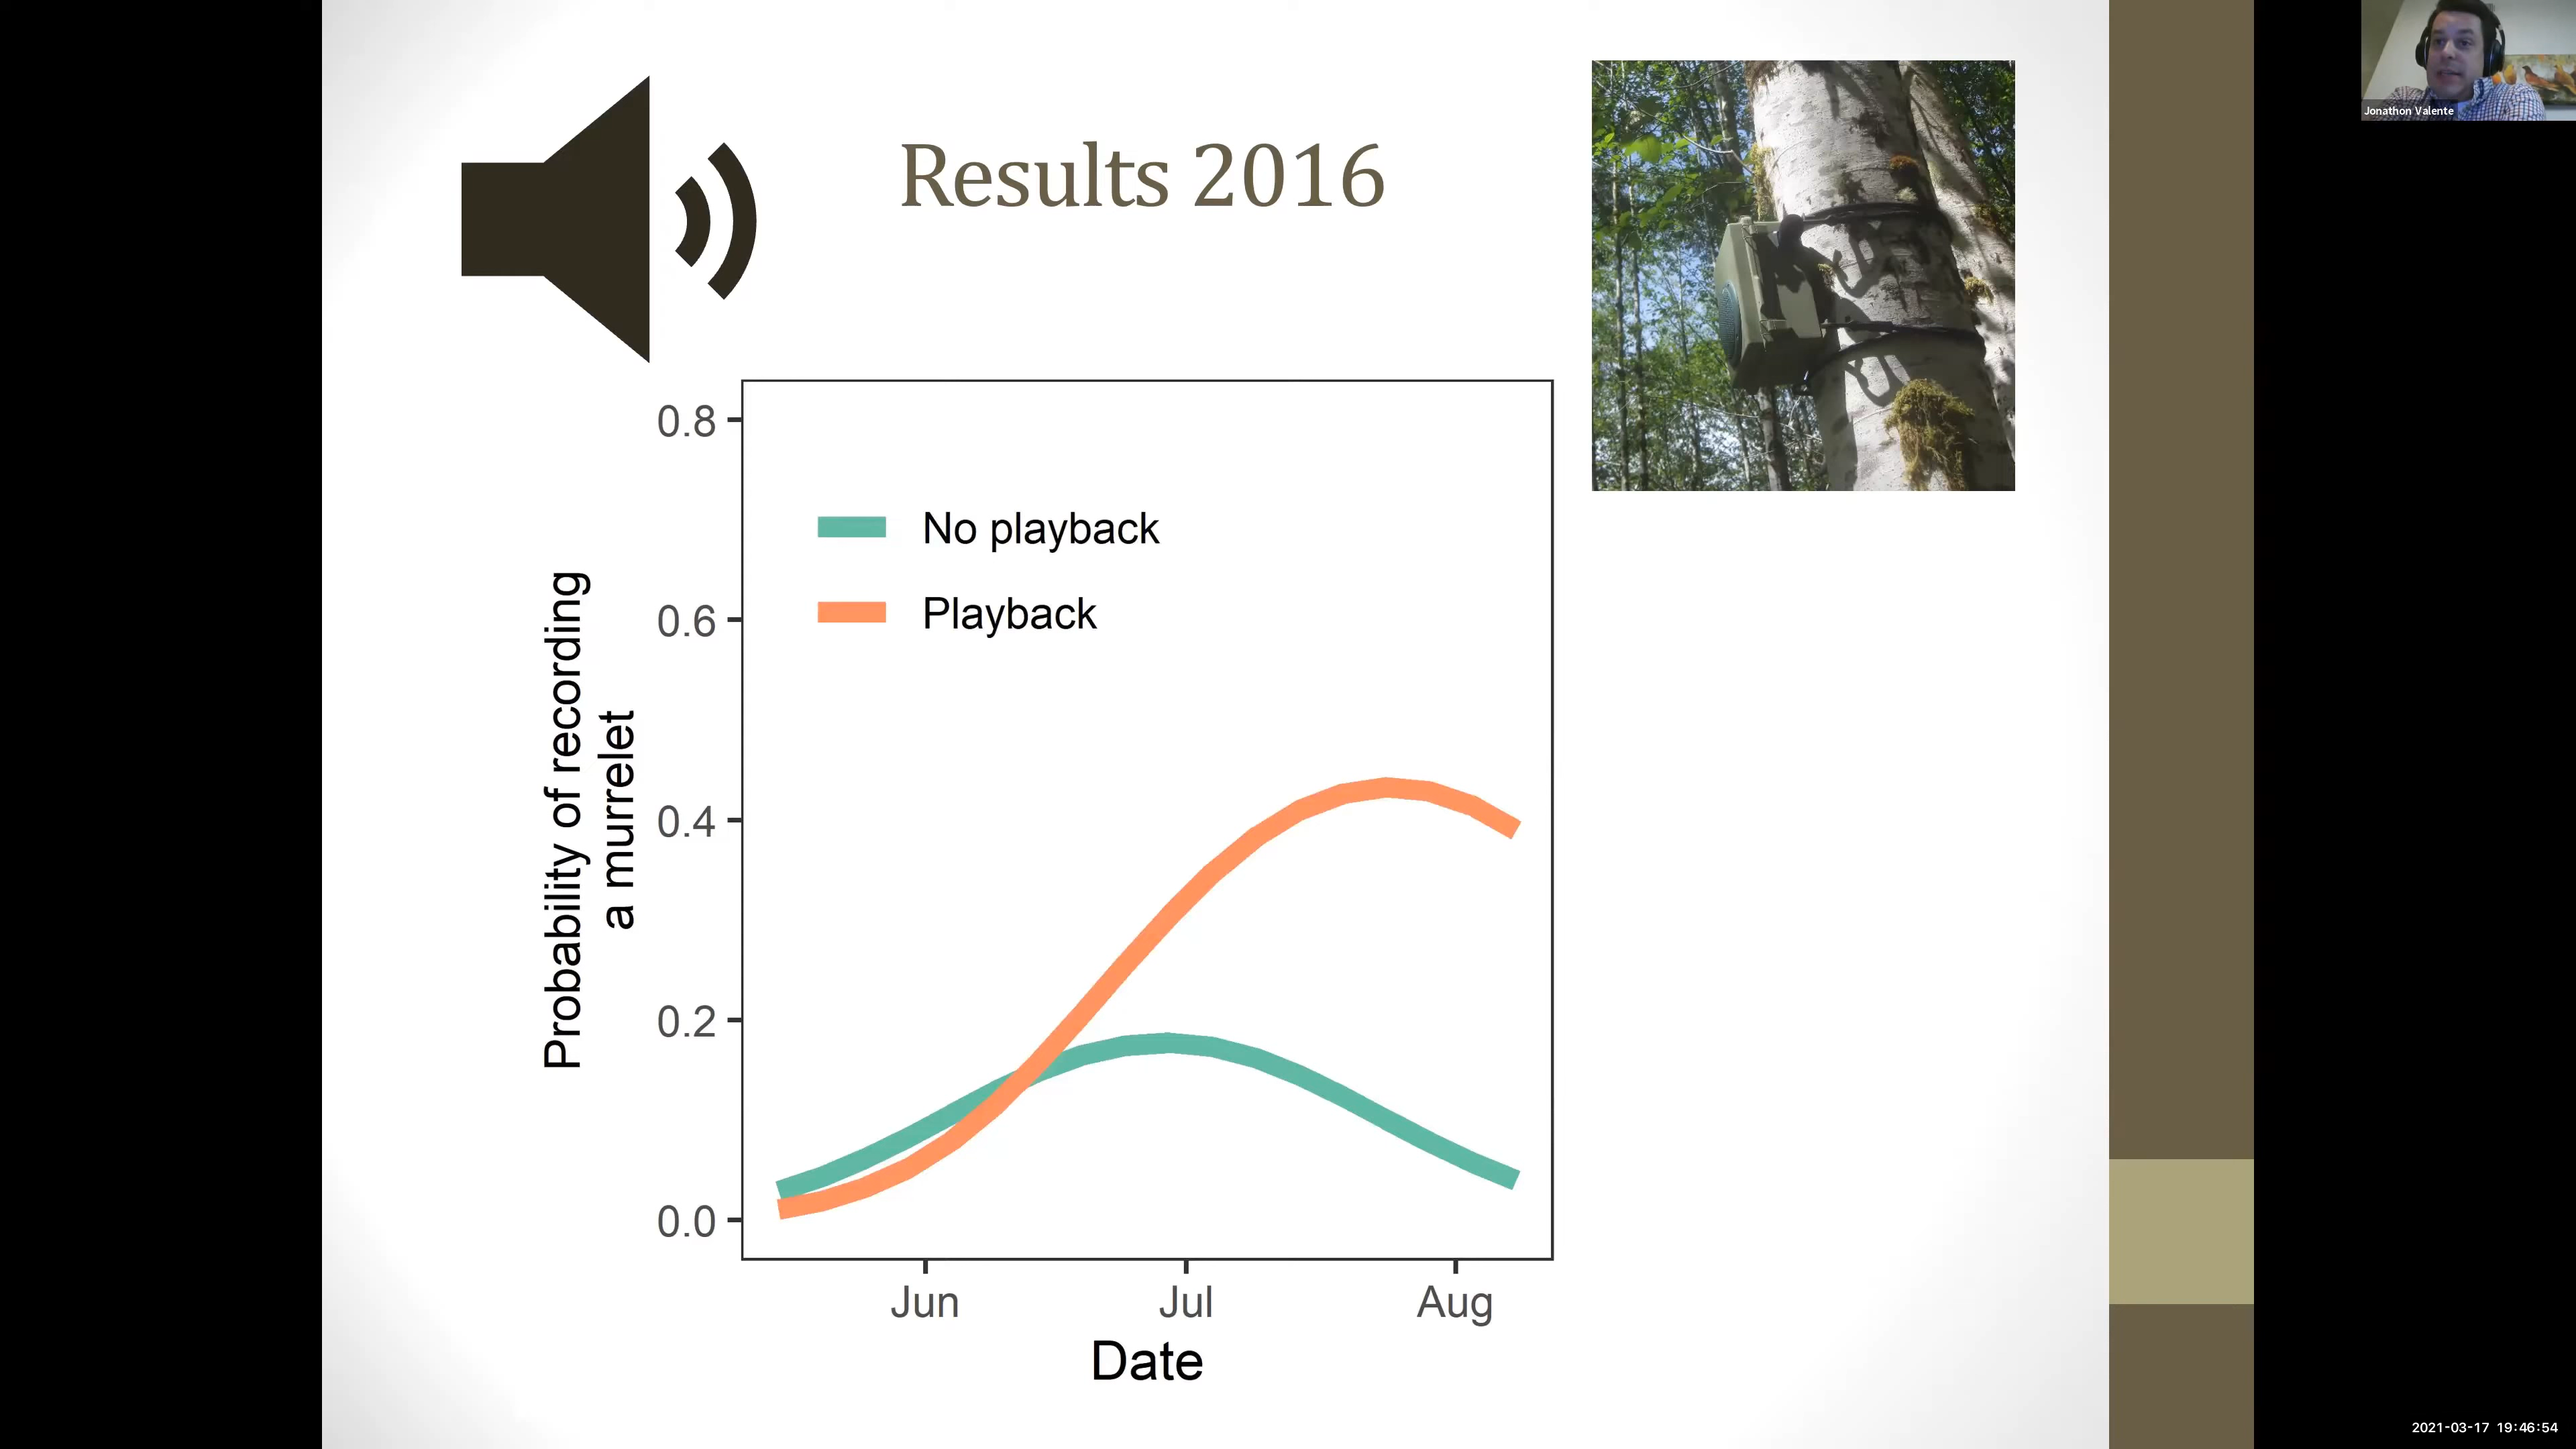 Jonathon Valente
Results 2016
0.8
0.6
0.4
0.2
0.0
No playback
Playback
Probability of recording
a murrelet
Jun
Jul
Aug
Date
2021-03-17 19:46:54